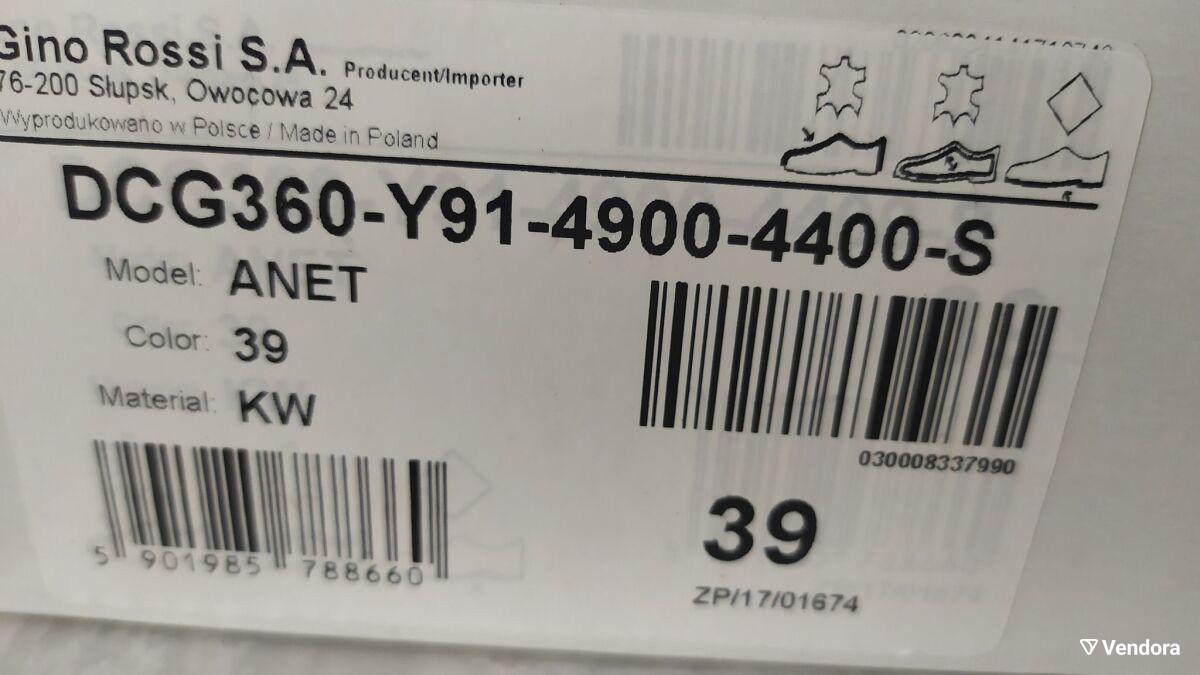 Gino Rossi S.A. Producent/Importer
76-200 Słupsk, Owocowa 24
Wyprodukowano w Polsce / Made in Poland
DCG360-Y91-4900-4400-S
Model: ANET
Color: 39
Material: KW
030008337990
5 901985 788660
39
ZP/17/01674
Vendora